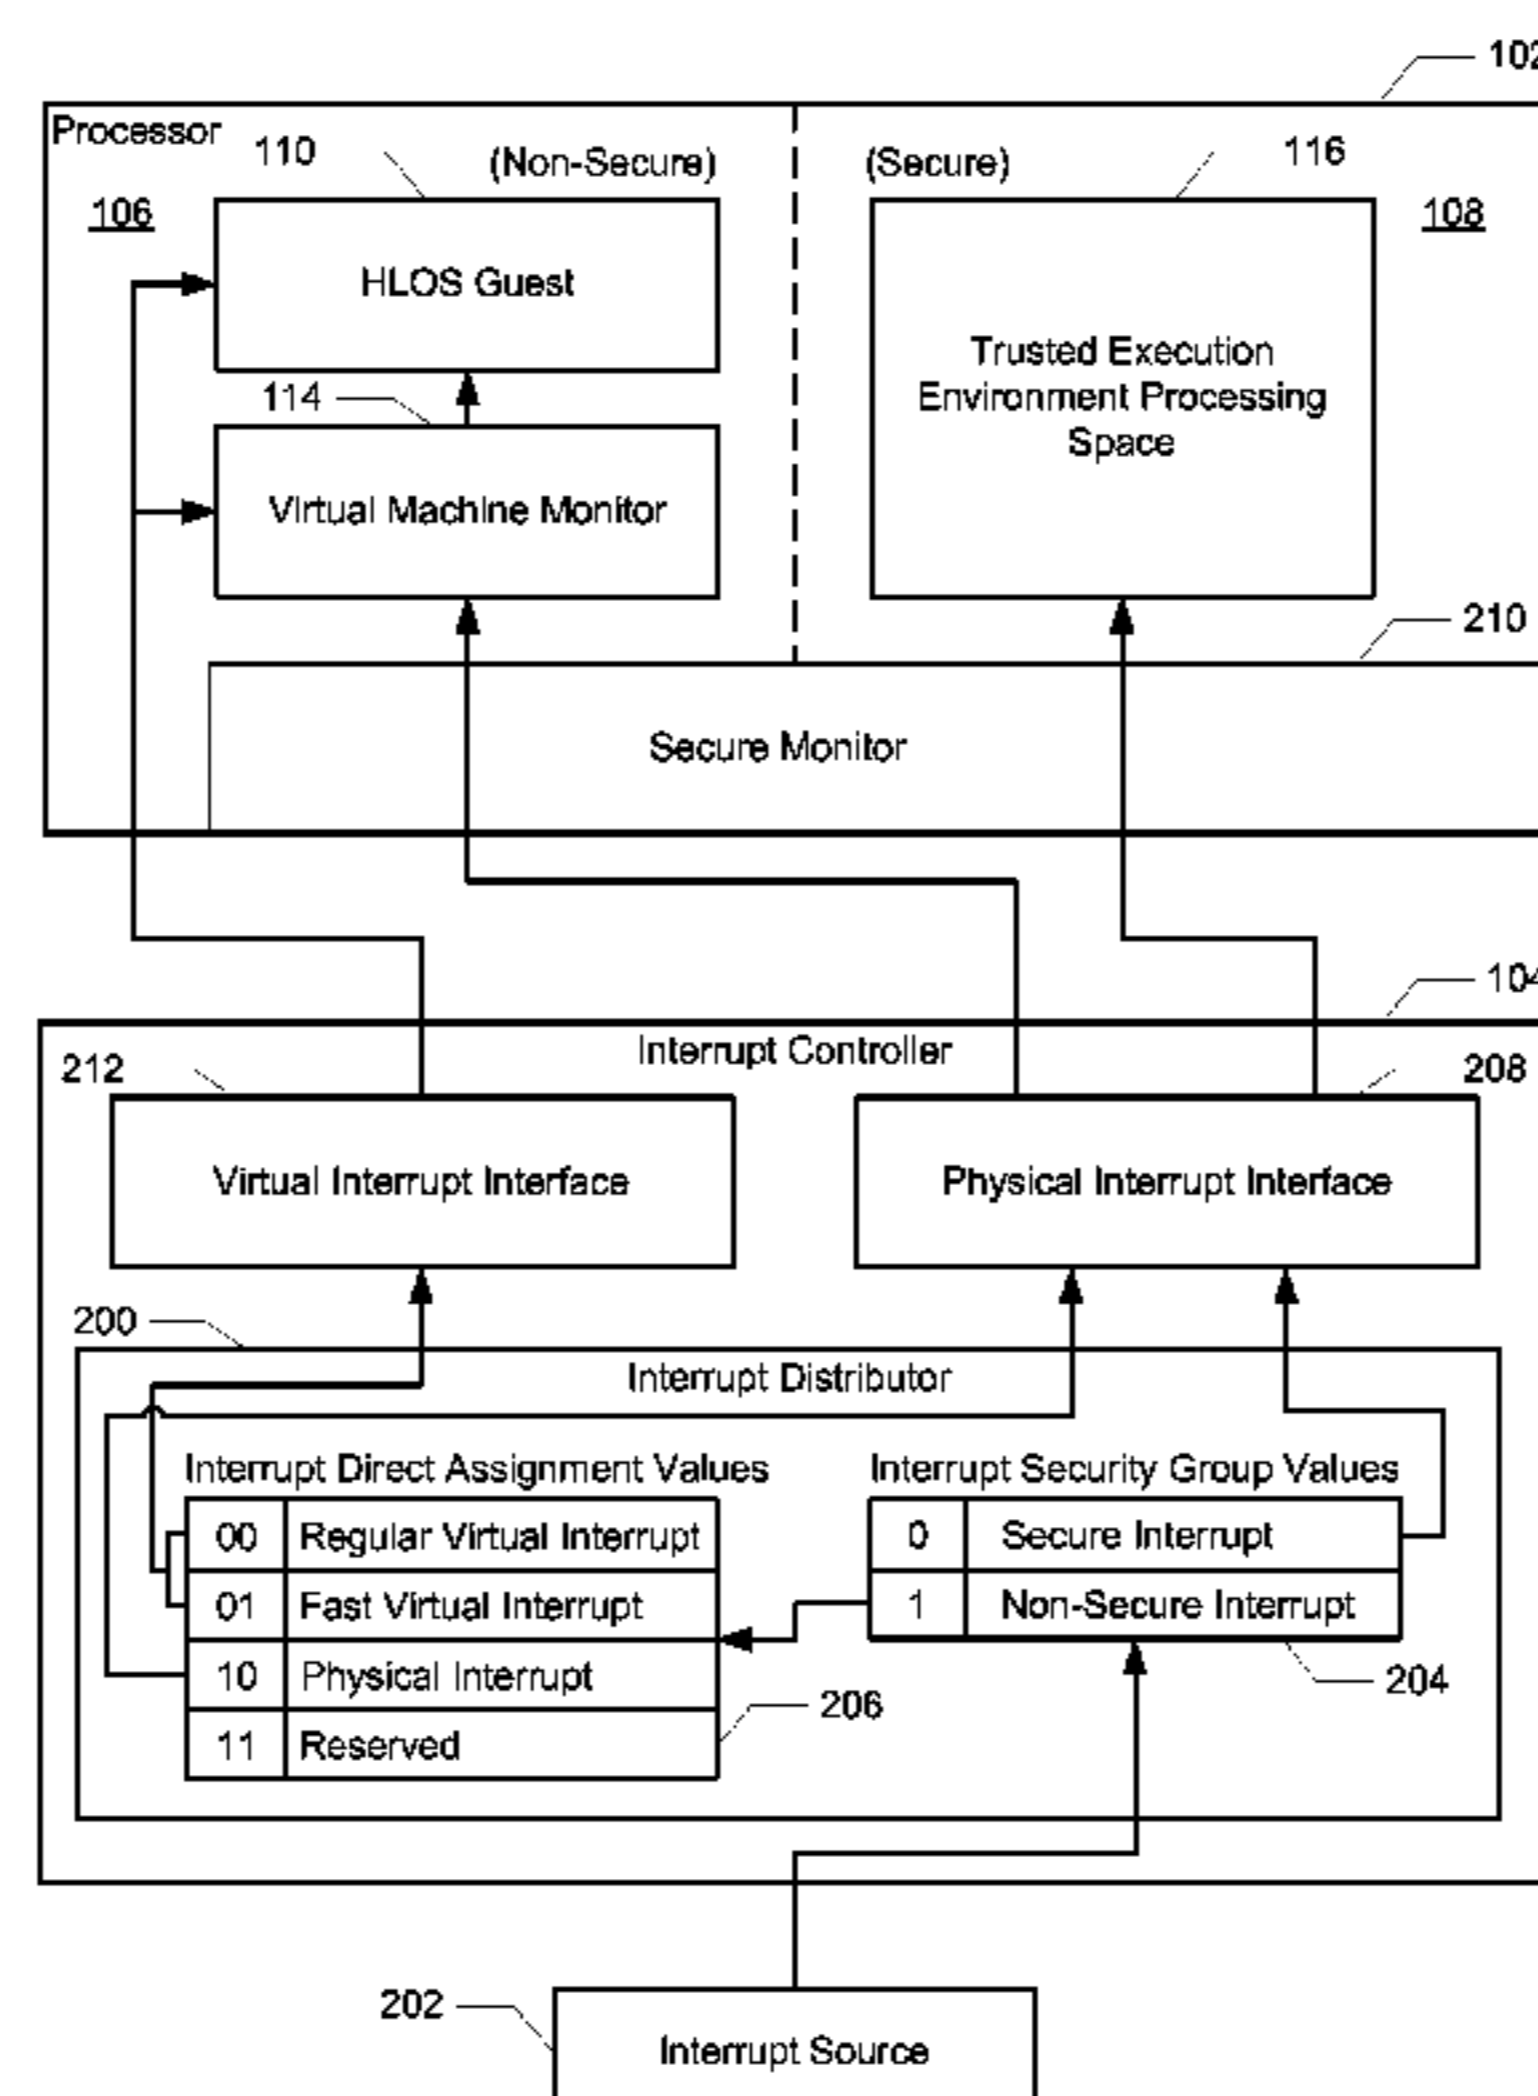 102
Processor
110
(Non-Secure)
(Secure)
116
106
108
HLOS Guest
Trusted Execution
Environment Processing
Space
114
Virtual Machine Monitor
210
Secure Monitor
104
Interrupt Controller
212
208
Virtual Interrupt Interface
Physical Interrupt Interface
200
Interrupt Distributor
Interrupt Direct Assignment Values
Interrupt Security Group Values
00 Regular Virtual Interrupt
0 Secure Interrupt
01 Fast Virtual Interrupt
1 Non-Secure Interrupt
10 Physical Interrupt
204
206
11 Reserved
202
Interrupt Source